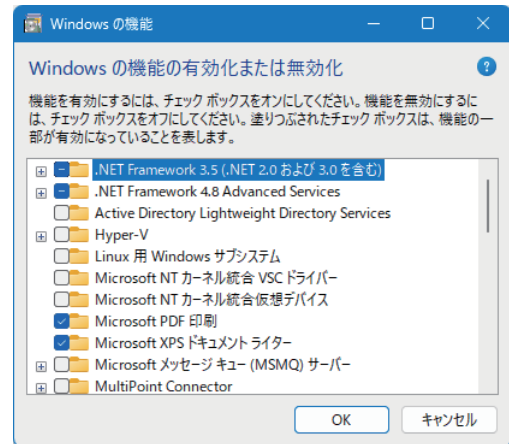 Windows の機能
Windows の機能の有効化または無効化
機能を有効にするには、チェック ボックスをオンにしてください。機能を無効にするに
は、チェック ボックスをオフにしてください。塗りつぶされたチェック ボックスは、機能の一
部が有効になっていることを表します。
.NET Framework 3.5 (.NET 2.0 および 3.0 を含む)
.NET Framework 4.8 Advanced Services
Active Directory Lightweight Directory Services
Hyper-V
Linux 用 Windows サブシステム
Microsoft NT カーネル統合 VSC ドライバー
Microsoft NT カーネル統合仮想デバイス
Microsoft PDF 印刷
Microsoft XPS ドキュメント ライター
Microsoft メッセージ キュー (MSMQ) サーバー
MultiPoint Connector
OK キャンセル